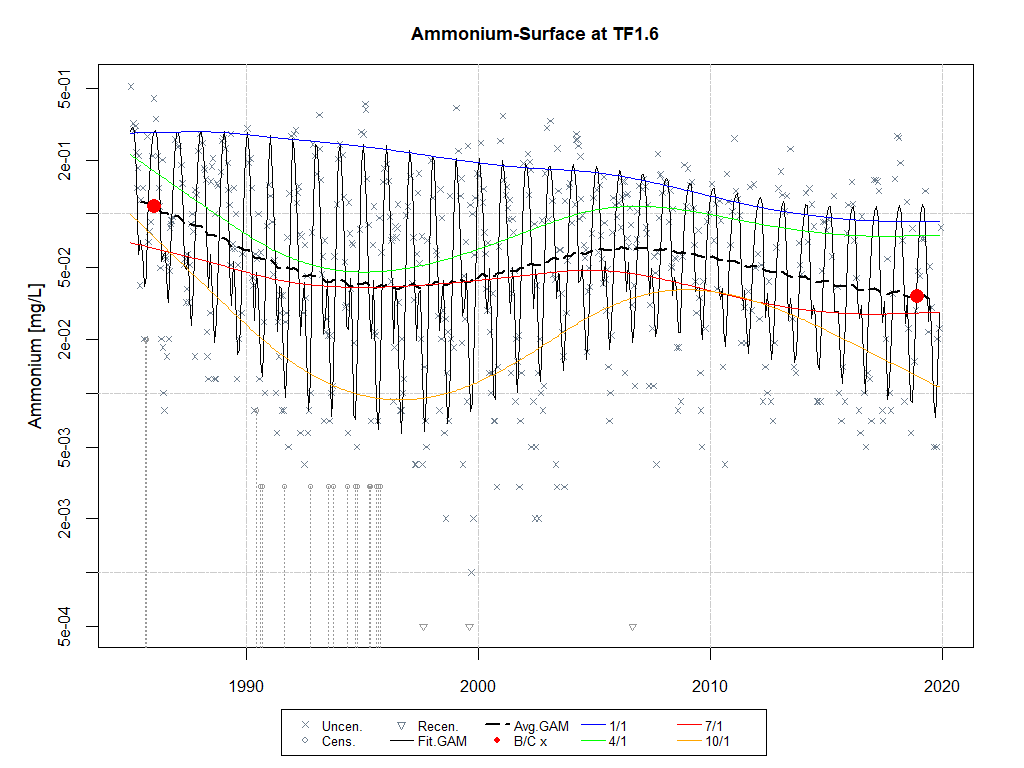 Ammonium-Surface at TF1.6
Ammonium [mg/L]
5e-01
2e-01
5e-02
2e-02
5e-03
2e-03
5e-04
1990 2000 2010 2020
Uncen. Recen. Avg.GAM 1/1 7/1
Cens. Fit.GAM B/C x 4/1 10/1